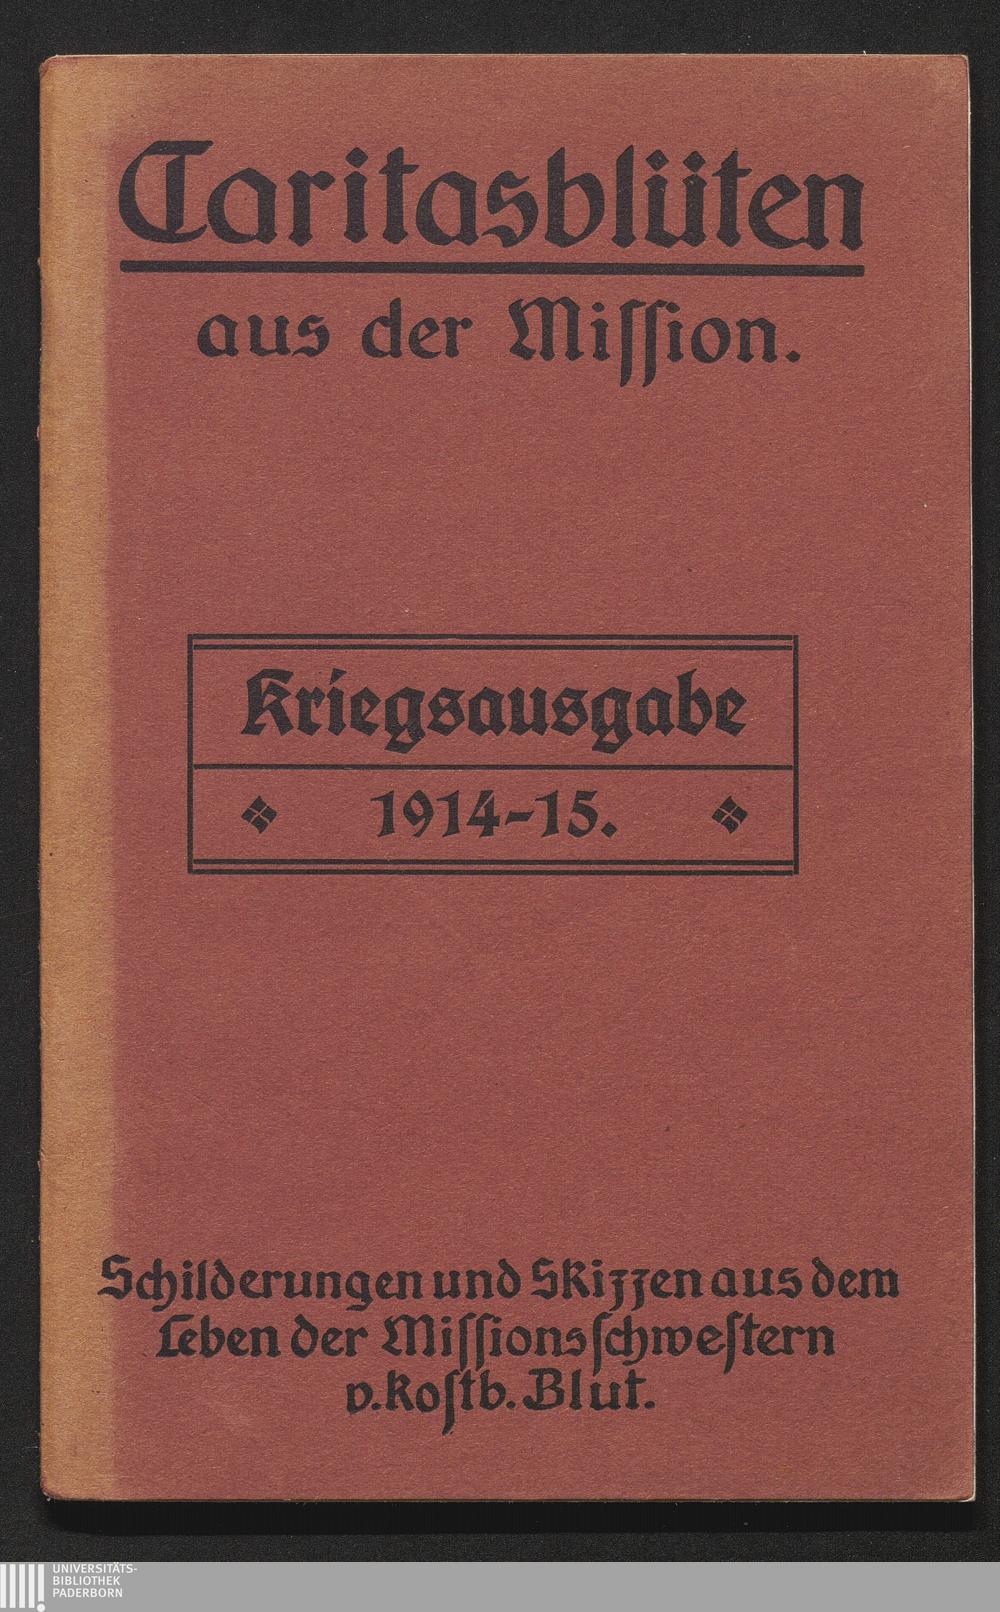 Caritasblüten
aus der Miſſion.
Kriegsausgabe
1914-15.
Schilderungen und Skizzen aus dem
Leben der Miſſionsſchweſtern
v. koſtb. Blut.
UNIVERSITÄTS-
BIBLIOTHEK
PADERBORN